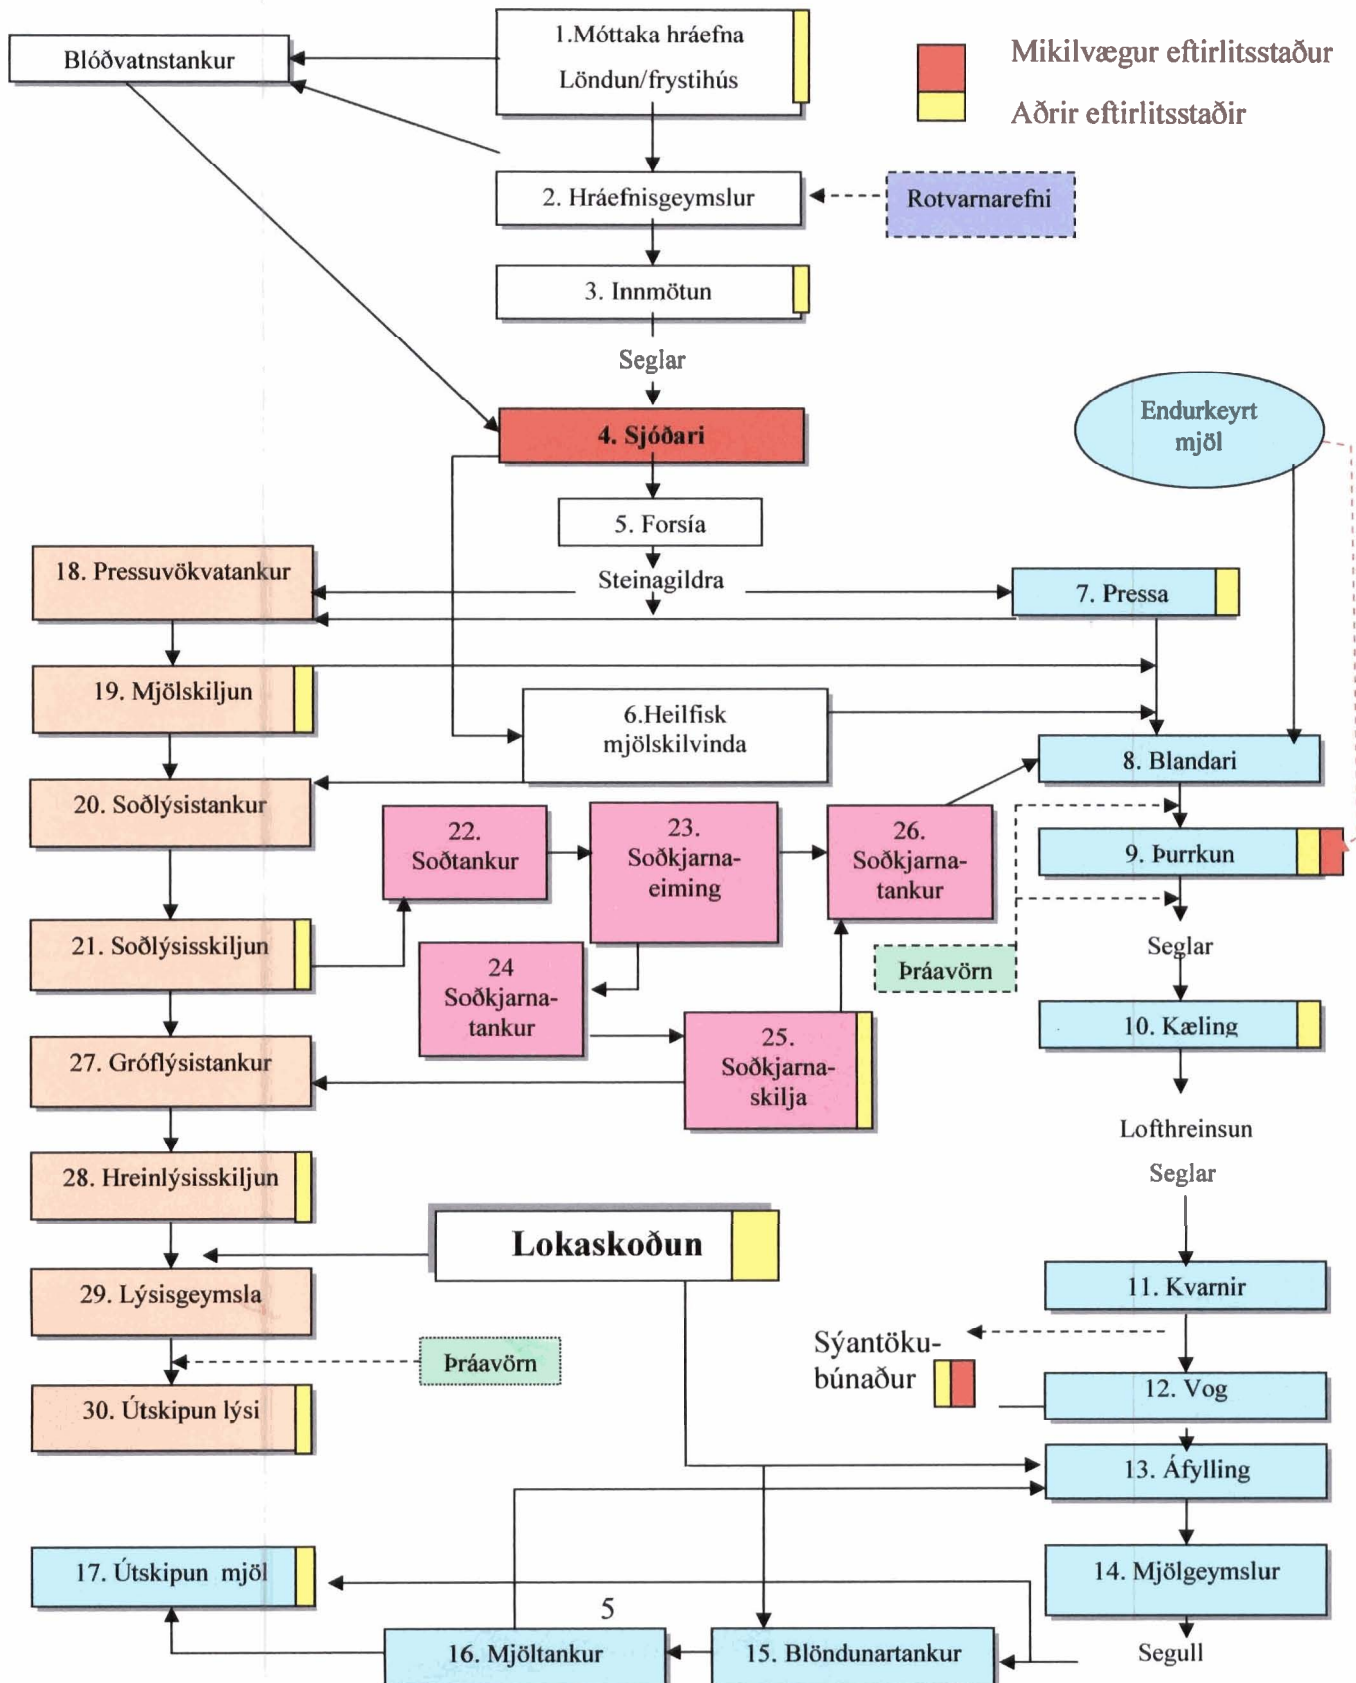 1.Móttaka hráefna
Löndun/frystihús
Blóðvatnstankur
Mikilvægur eftirlitsstaður
Aðrir eftirlitsstaðir
2. Hráefnisgeymslur
Rotvarnarefni
3. Innmötun
Seglar
4. Sjóðari
Endurkeyrt
mjöl
5. Forsía
Steinagildra
18. Pressuvökvatankur
7. Pressa
19. Mjölskiljun
6.Heilfisk
mjölskilvinda
8. Blandari
20. Soðlýsistankur
22.
Soðtankur
23.
Soðkjarna-
eiming
26.
Soðkjarna-
tankur
9. Þurrkun
21. Soðlýsisskiljun
24
Soðkjarna-
tankur
Þráavörn
Seglar
10. Kæling
25.
Soðkjarna-
skilja
27. Gróflýsistankur
Lofthreinsun
Seglar
28. Hreinlýsisskiljun
Lokaskoðun
29. Lýsisgeymsla
11. Kvarnir
Sýantöku-
búnaður
Þráavörn
12. Vog
30. Útskipun lýsi
13. Áfylling
17. Útskipun mjöl
14. Mjölgeymslur
5
16. Mjöltankur
15. Blöndunartankur
Segull